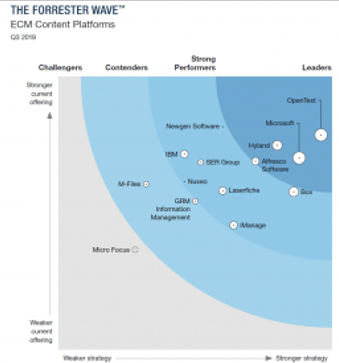 THE FORRESTER WAVE™
ECM Content Platforms
Q3 2019
Challengers
Contenders
Strong
Performers
Leaders
Stronger
current
offering
OpenText
Microsoft
Newgen Software
Hyland
IBM
SER Group
Alfresco
Software
M-Files
Nuxeo
Laserfiche
Box
GRM
Information
Management
iManage
Micro Focus
Weaker
current
offering
Weaker strategy
Stronger strategy